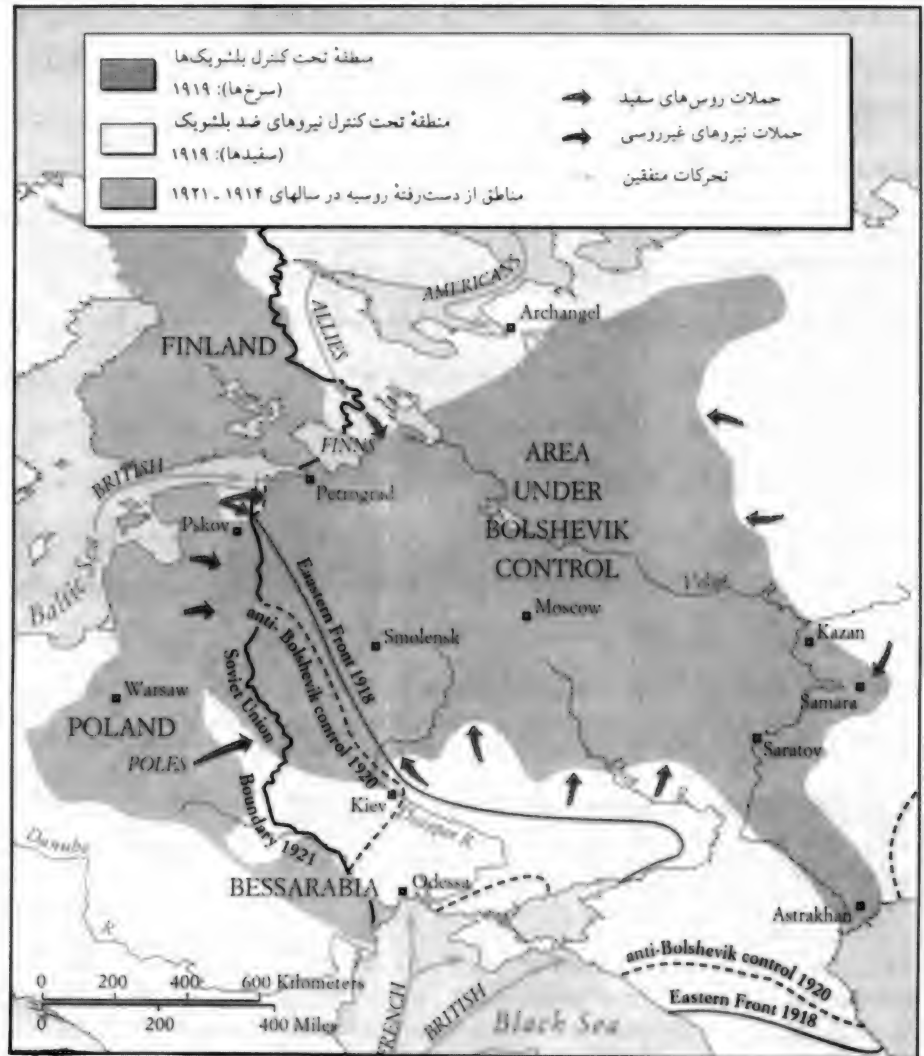 منطقهٔ تحت کنترل بلشویک‌ها
(سرخ‌ها): ۱۹۱۹
منطقهٔ تحت کنترل نیروهای ضد بلشویک
(سفیدها): ۱۹۱۹
مناطق از دست‌رفتهٔ روسیه در سالهای ۱۹۱۴ ـ ۱۹۲۱
حملات روس‌های سفید
حملات نیروهای غیرروسی
تحرکات متفقین
AMERICANS
ALLIES
Archangel
FINLAND
FINNS
BRITISH
Petrograd
AREA
UNDER
BOLSHEVIK
CONTROL
Pskov
Baltic Sea
Volga
Eastern Front 1918
anti-Bolshevik control 1920
Moscow
Smolensk
Kazan
Samara
Saratov
Warsaw
POLAND
POLES
Soviet Union
Boundary 1921
Kiev
Don R.
Danube
R
BESSARABIA
Odessa
Astrakhan
anti-Bolshevik control 1920
Eastern Front 1918
0 200 400 600 Kilometers
0 200 400 Miles
FRENCH
BRITISH
Black Sea